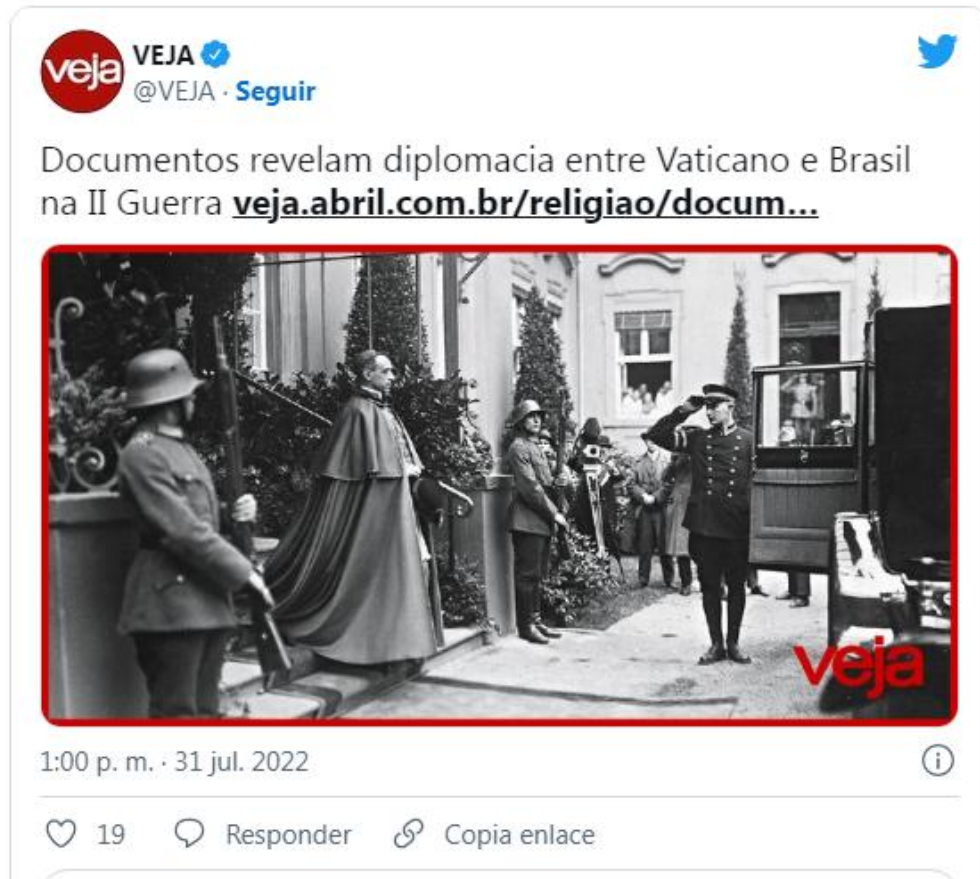 veja
VEJA
@VEJA · Seguir
Documentos revelam diplomacia entre Vaticano e Brasil
na II Guerra veja.abril.com.br/religiao/docum...
veja
1:00 p. m. · 31 jul. 2022
19 Responder Copia enlace